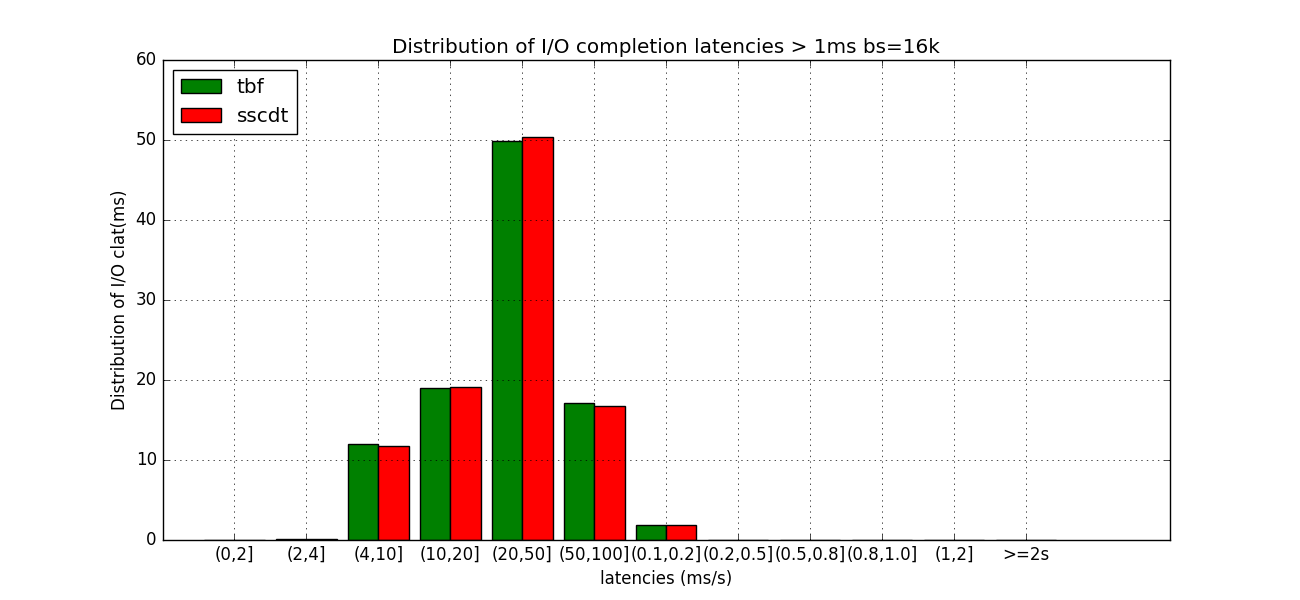 Distribution of I/O completion latencies > 1ms bs=16k
60
50
40
30
20
10
0
tbf
sscdt
Distribution of I/O clat(ms)
(0,2] (2,4] (4,10] (10,20] (20,50] (50,100] (0.1,0.2] (0.2,0.5] (0.5,0.8] (0.8,1.0] (1,2] >=2s
latencies (ms/s)